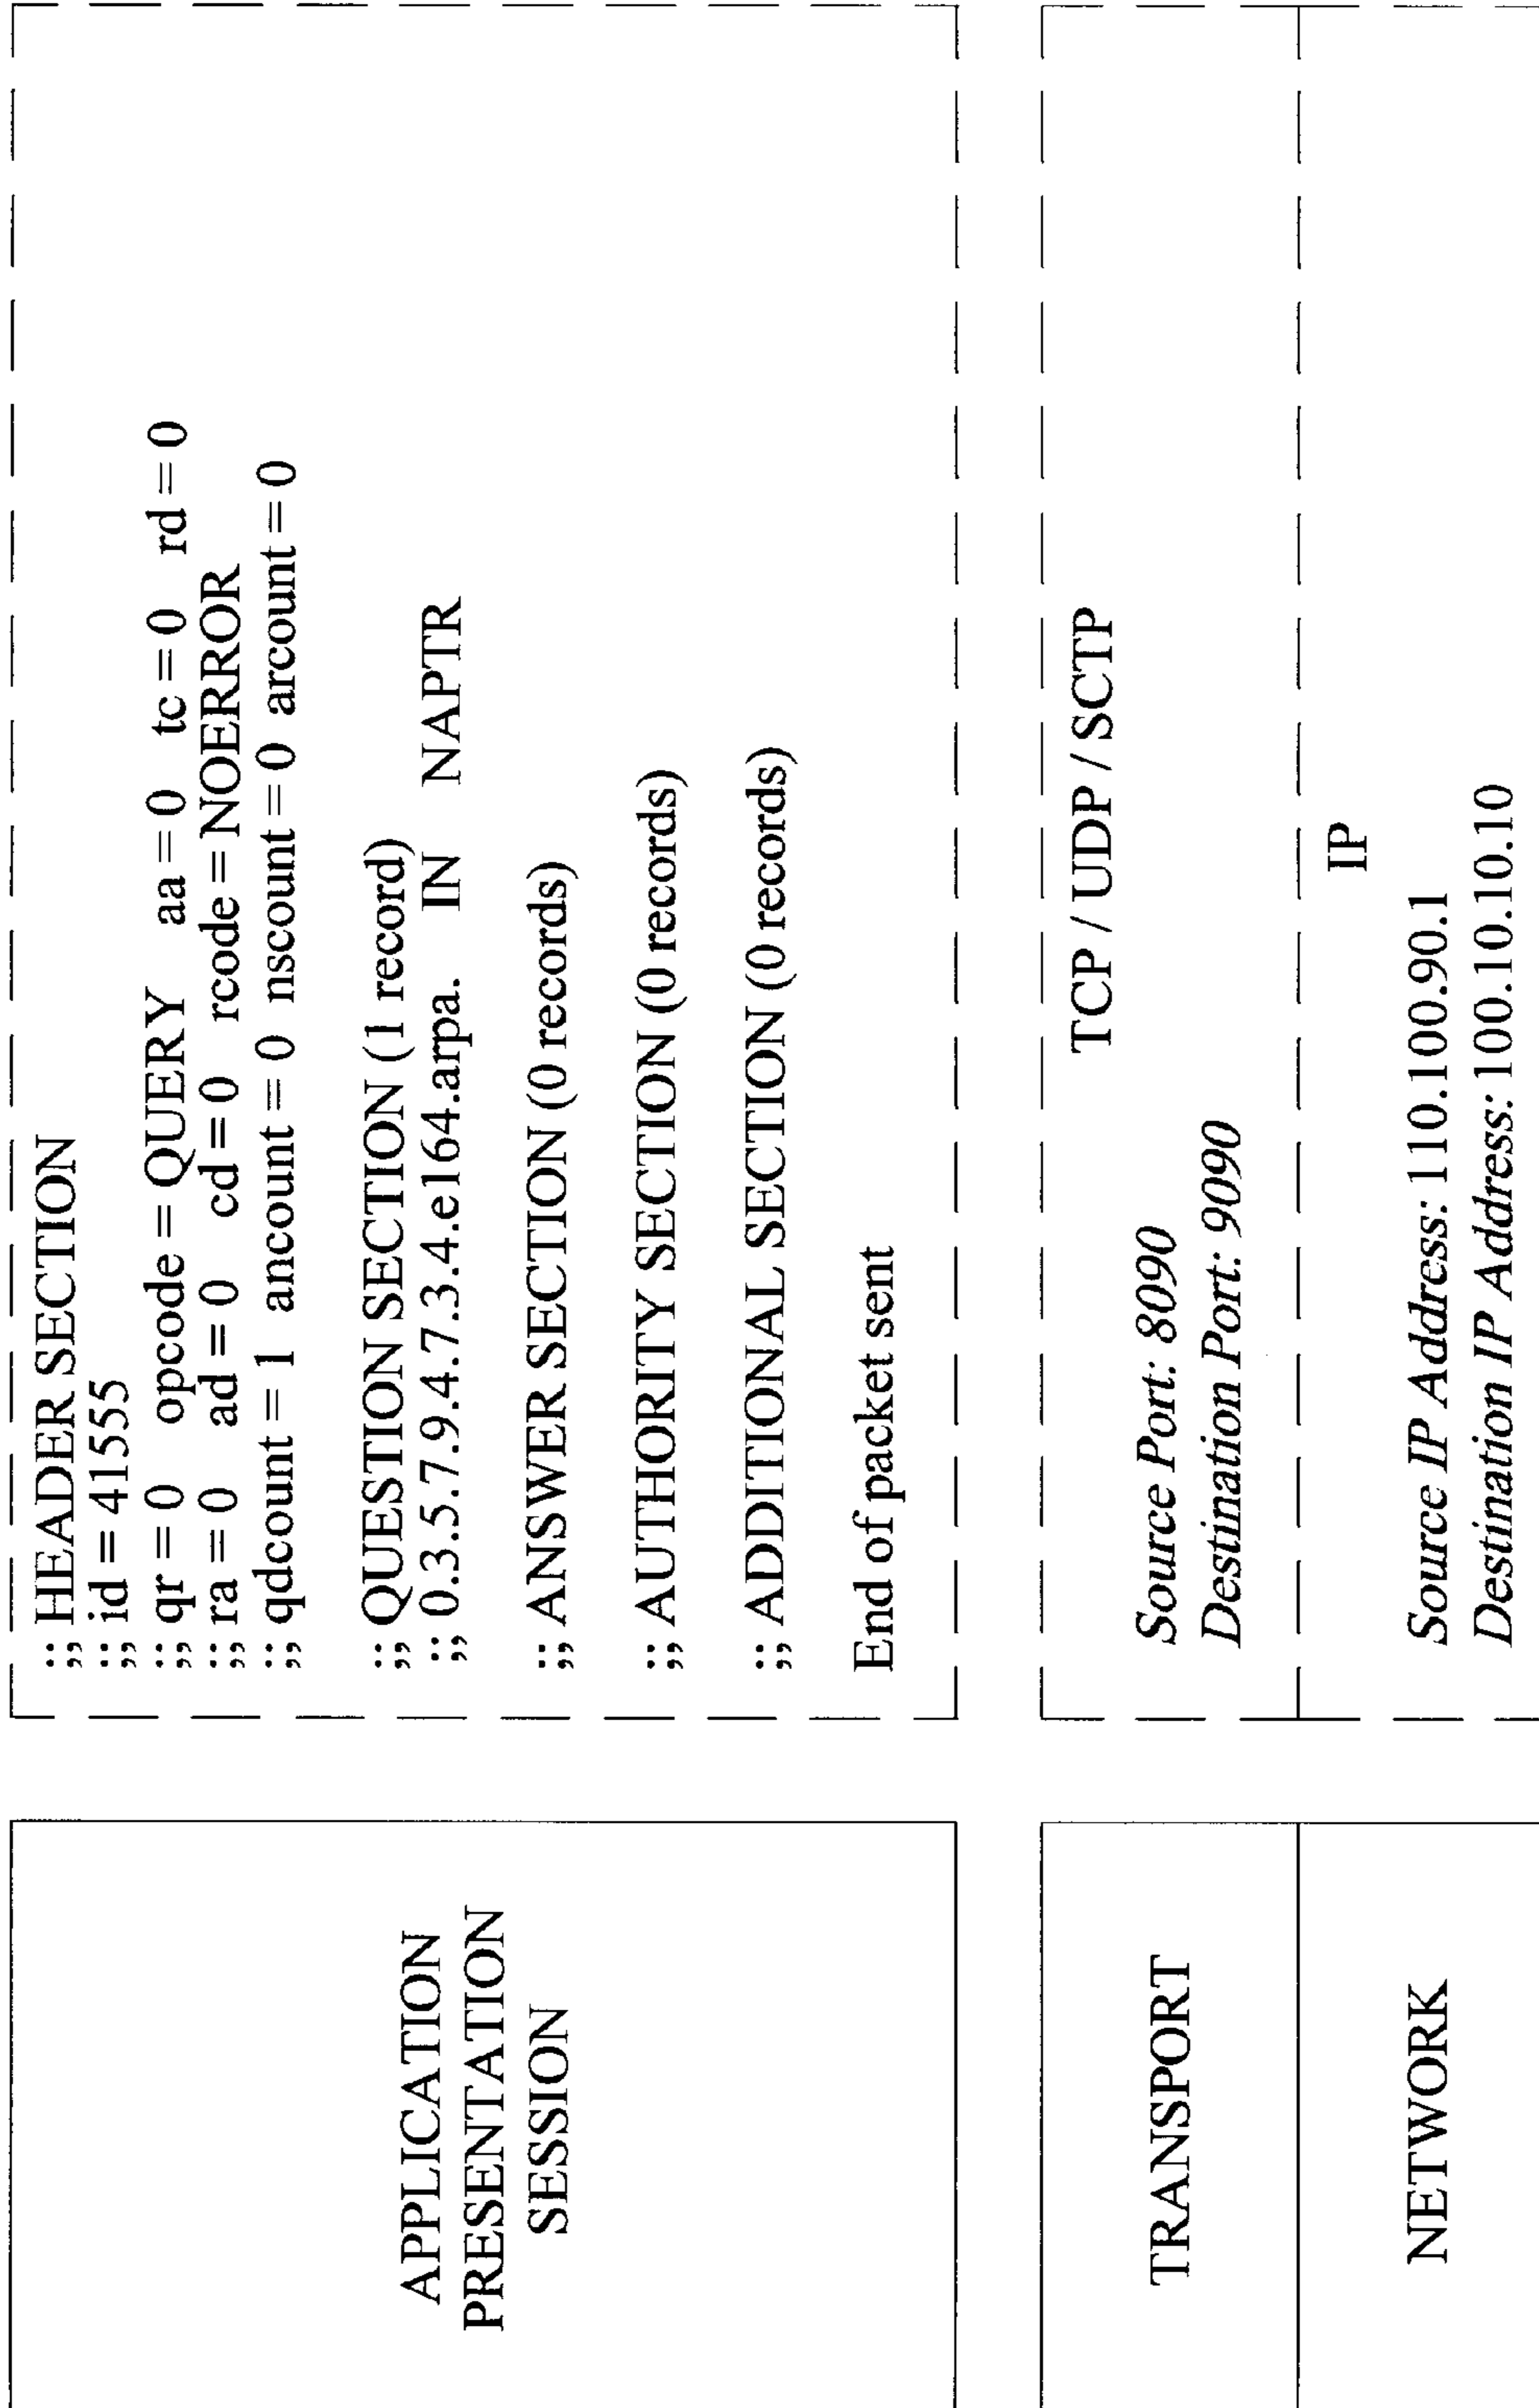 APPLICATION
PRESENTATION
SESSION
;; HEADER SECTION
;; id = 41555
;; qr = 0 opcode = QUERY aa = 0 tc = 0 rd = 0
;; ra = 0 ad = 0 cd = 0 rcode = NOERROR
;; qdcount = 1 ancount = 0 nscount = 0 arcount = 0
;; QUESTION SECTION (1 record)
;; 0.3.5.7.9.4.7.3.4.e164.arpa. IN NAPTR
;; ANSWER SECTION (0 records)
;; AUTHORITY SECTION (0 records)
;; ADDITIONAL SECTION (0 records)
End of packet sent
TRANSPORT
TCP / UDP / SCTP
Source Port: 8090
Destination Port: 9090
NETWORK
IP
Source IP Address: 110.100.90.1
Destination IP Address: 100.10.10.10